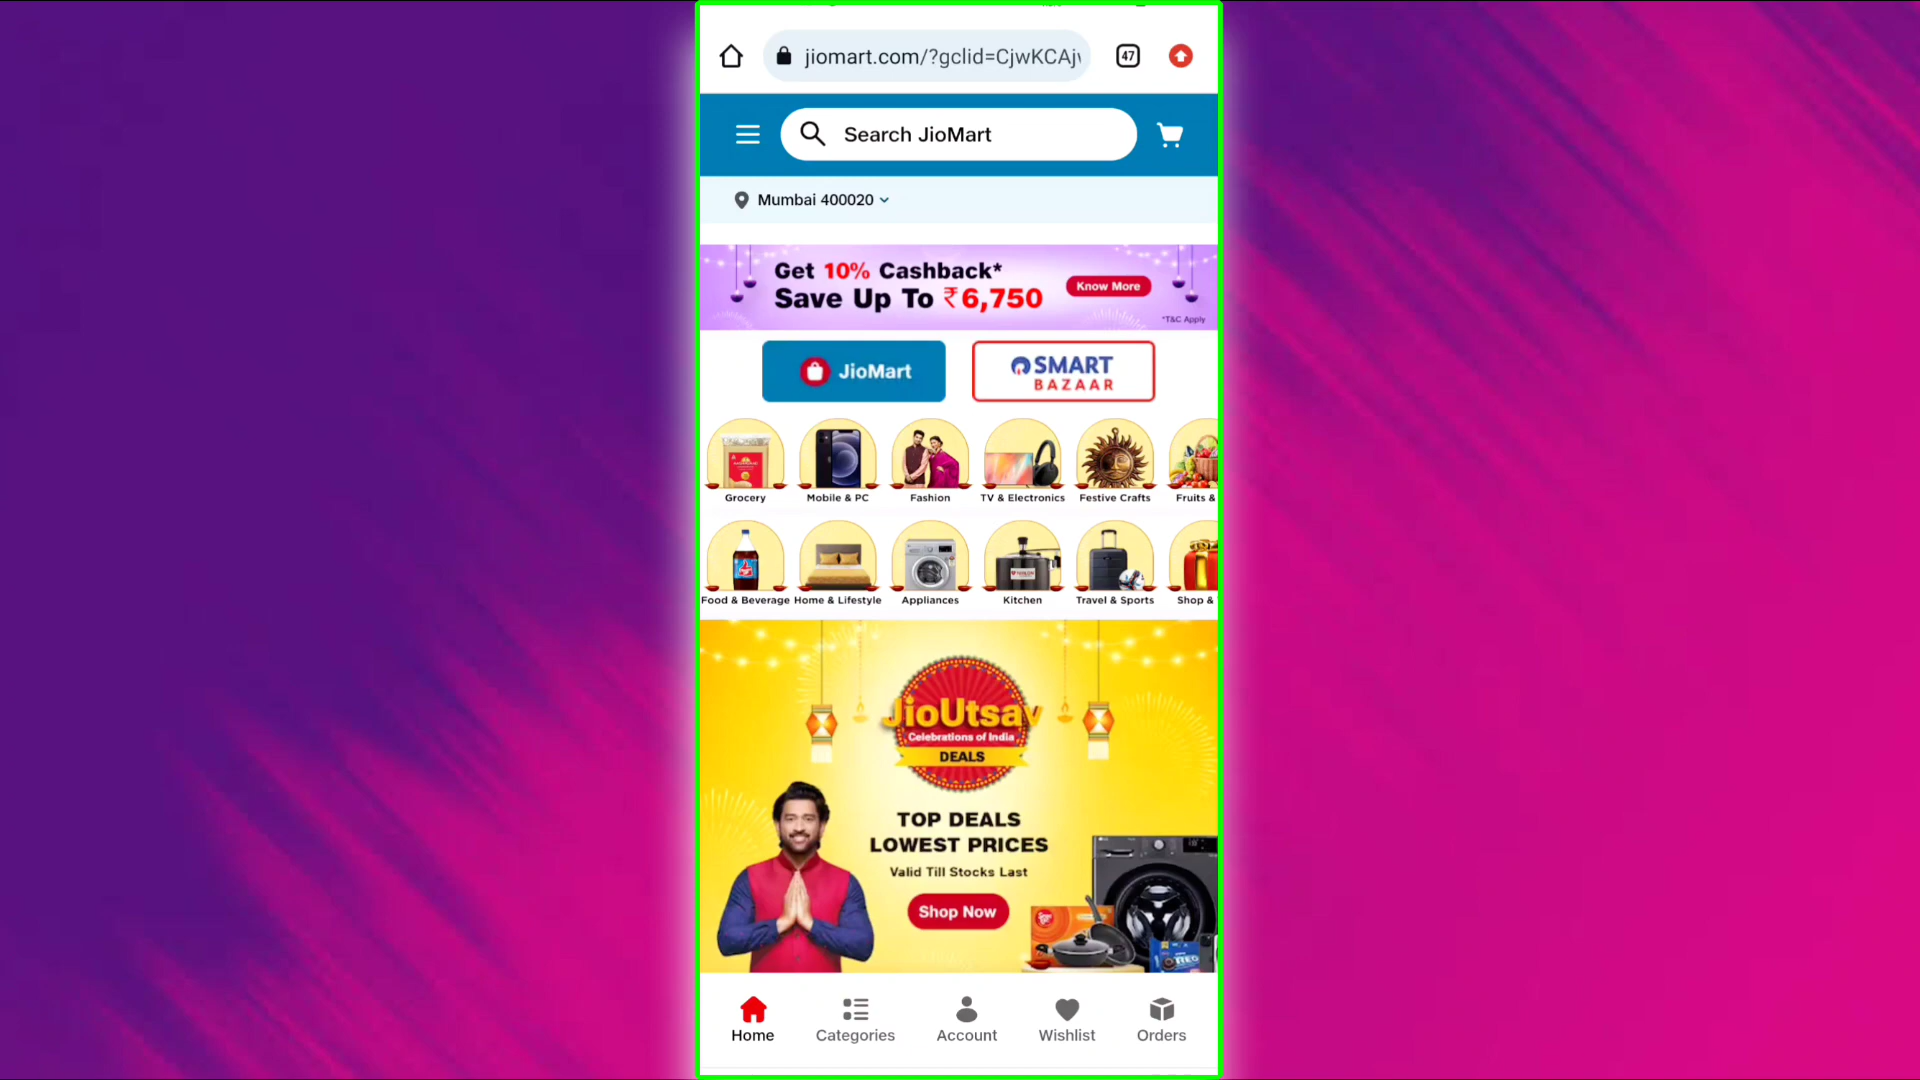 jiomart.com/?gclid=CjwKCAj
47
Search JioMart
Mumbai 400020
Get 10% Cashback*
Save Up To ₹6,750
Know More
*T&C Apply
JioMart
SMART
BAZAAR
Grocery
Mobile & PC
Fashion
TV & Electronics
Festive Crafts
Fruits &
Food & Beverage
Home & Lifestyle
Appliances
Kitchen
Travel & Sports
Shop &
JioUtsav
Celebrations of India
DEALS
TOP DEALS
LOWEST PRICES
Valid Till Stocks Last
Shop Now
Home
Categories
Account
Wishlist
Orders